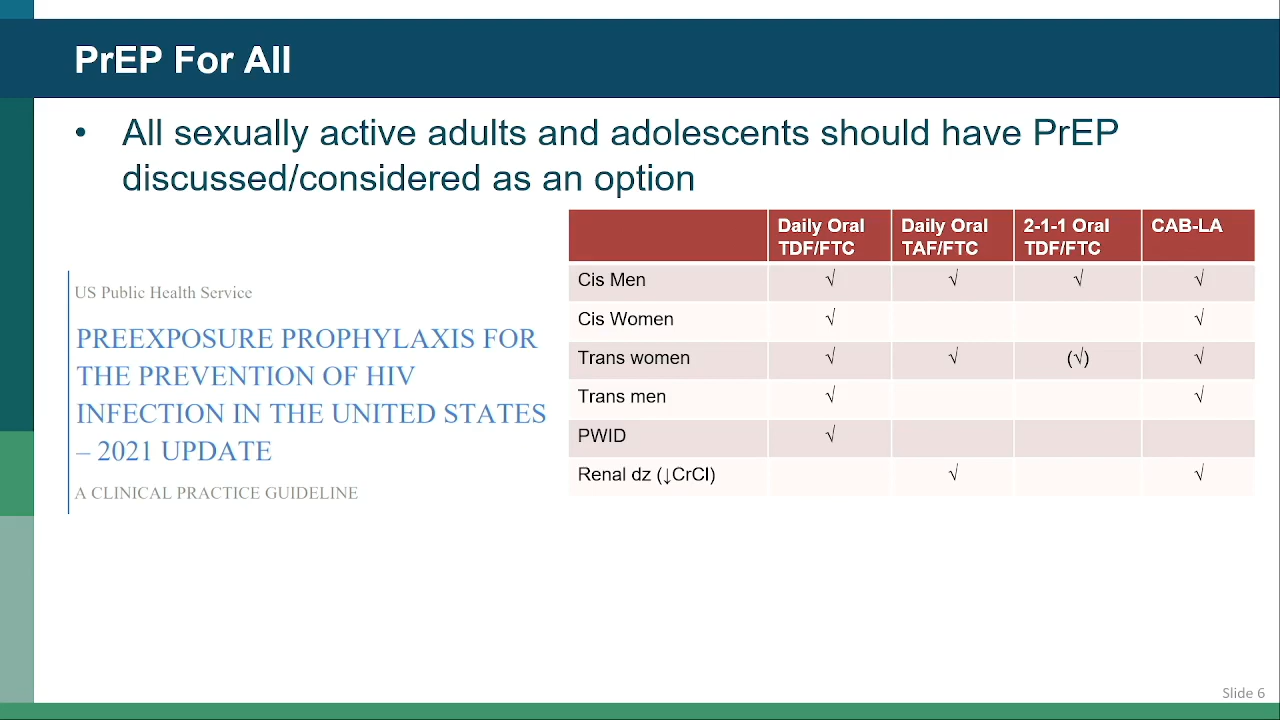 PrEP For All
• All sexually active adults and adolescents should have PrEP
discussed/considered as an option
US Public Health Service
PREEXPOSURE PROPHYLAXIS FOR
THE PREVENTION OF HIV
INFECTION IN THE UNITED STATES
– 2021 UPDATE
A CLINICAL PRACTICE GUIDELINE
Daily Oral TDF/FTC Daily Oral TAF/FTC 2-1-1 Oral TDF/FTC CAB-LA
Cis Men √ √ √ √
Cis Women √ √
Trans women √ √ (√) √
Trans men √ √
PWID √
Renal dz (↓CrCl) √ √
Slide 6